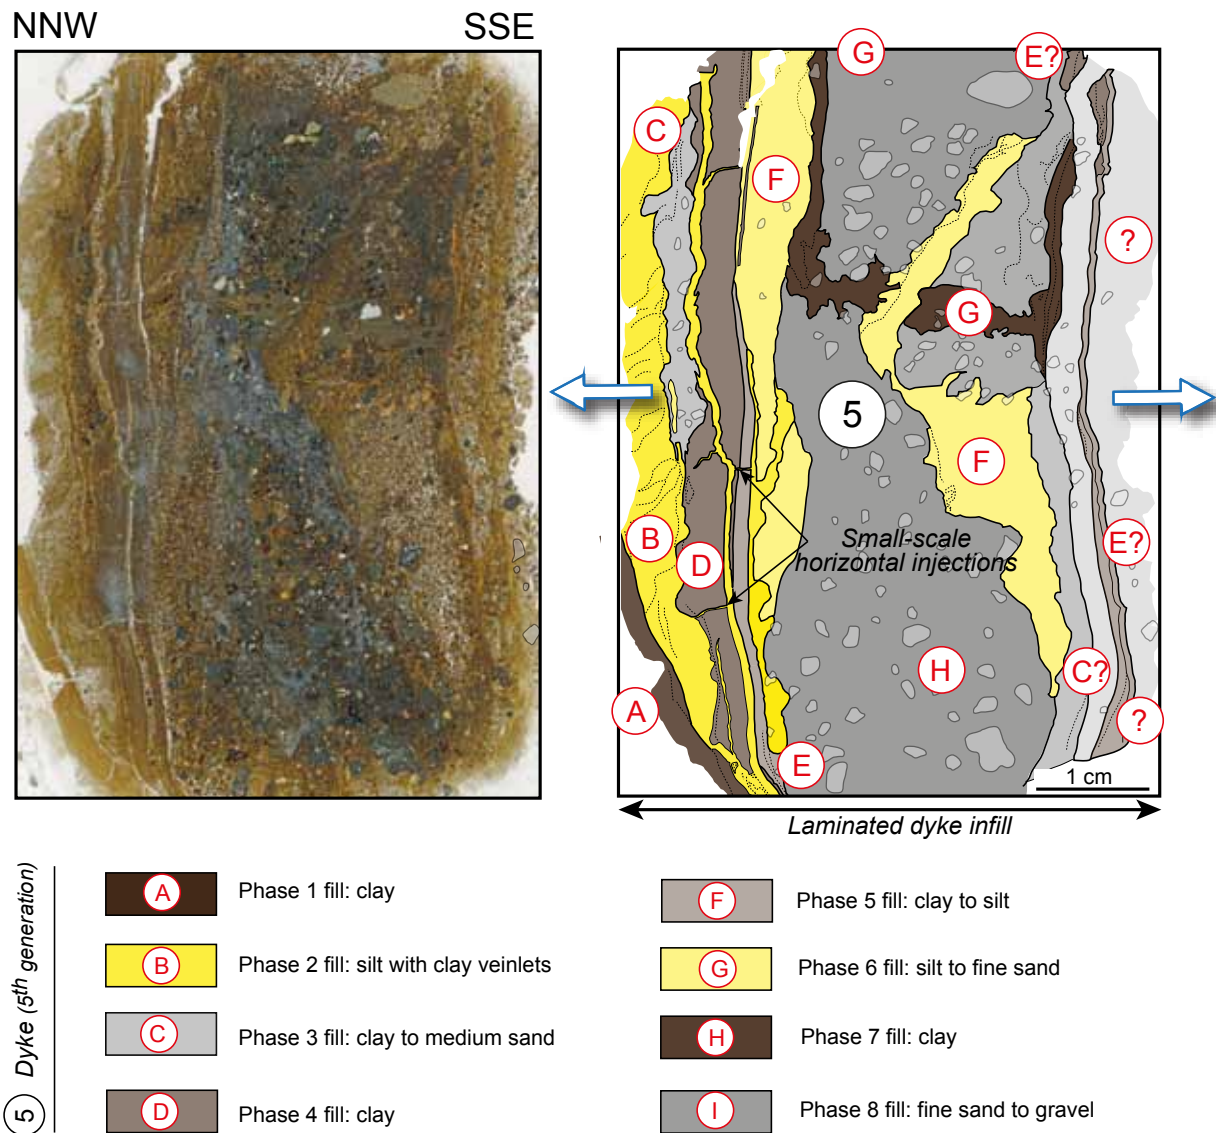 NNW SSE
G
E?
C
F
?
G
5
F
B
Small-scale
horizontal injections
D
E?
H
C?
A
?
E
1 cm
Laminated dyke infill
5 Dyke (5th generation)
A Phase 1 fill: clay
B Phase 2 fill: silt with clay veinlets
C Phase 3 fill: clay to medium sand
D Phase 4 fill: clay
F Phase 5 fill: clay to silt
G Phase 6 fill: silt to fine sand
H Phase 7 fill: clay
I Phase 8 fill: fine sand to gravel